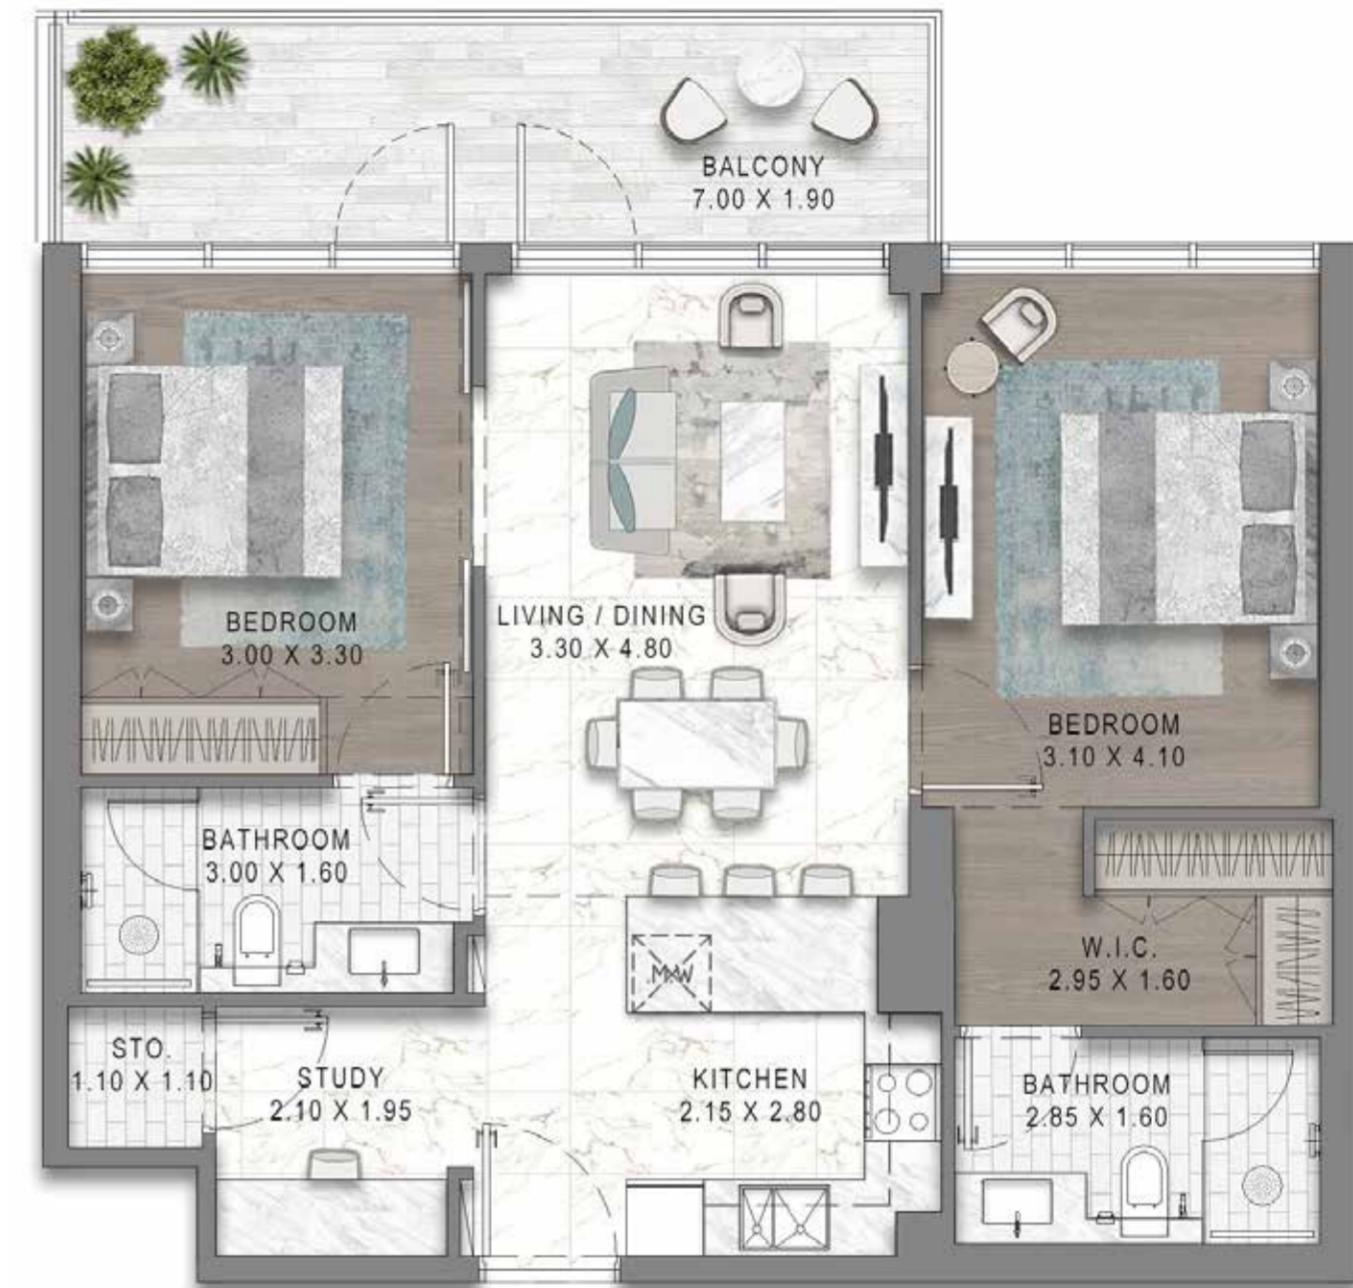 BALCONY
7.00 X 1.90
BEDROOM
3.00 X 3.30
LIVING / DINING
3.30 X 4.80
BEDROOM
3.10 X 4.10
BATHROOM
3.00 X 1.60
W.I.C.
2.95 X 1.60
M.W
STO.
1.10 X 1.10
STUDY
2.10 X 1.95
KITCHEN
2.15 X 2.80
BATHROOM
2.85 X 1.60